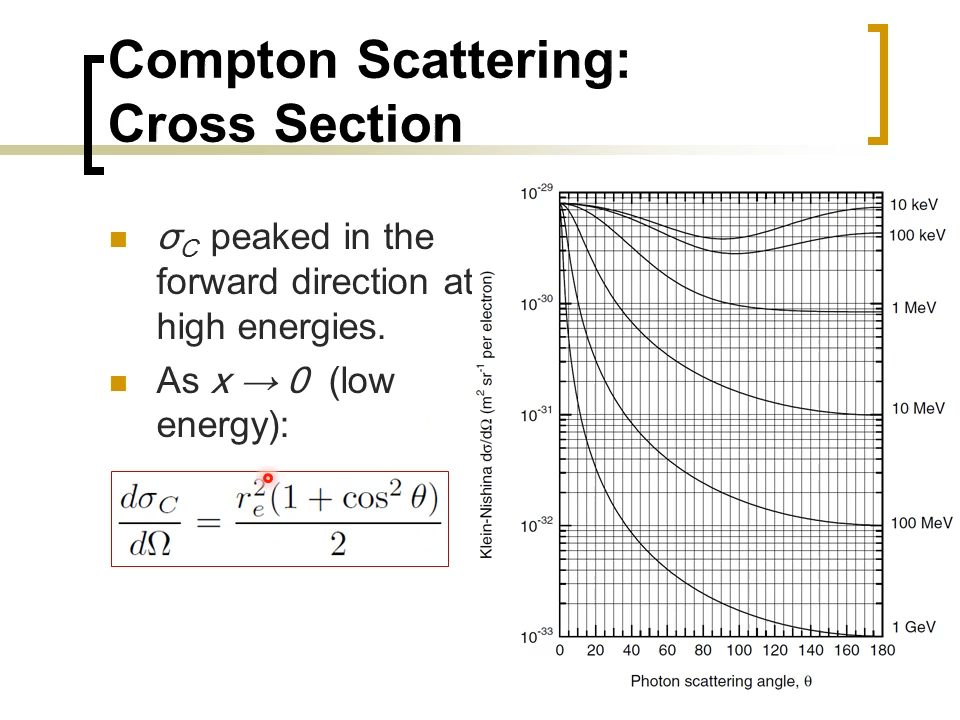 Compton Scattering:
Cross Section
σC peaked in the
forward direction at
high energies.
As x → 0 (low
energy):
dσC/dΩ = re²(1 + cos² θ)/2
Klein-Nishina dσ/dΩ (m² sr⁻¹ per electron)
10⁻²⁹
10⁻³⁰
10⁻³¹
10⁻³²
10⁻³³
10 keV
100 keV
1 MeV
10 MeV
100 MeV
1 GeV
0 20 40 60 80 100 120 140 160 180
Photon scattering angle, θ